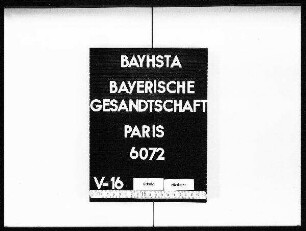 BAYHSTA
BAYERISCHE
GESANDTSCHAFT
PARIS
6072
V-16